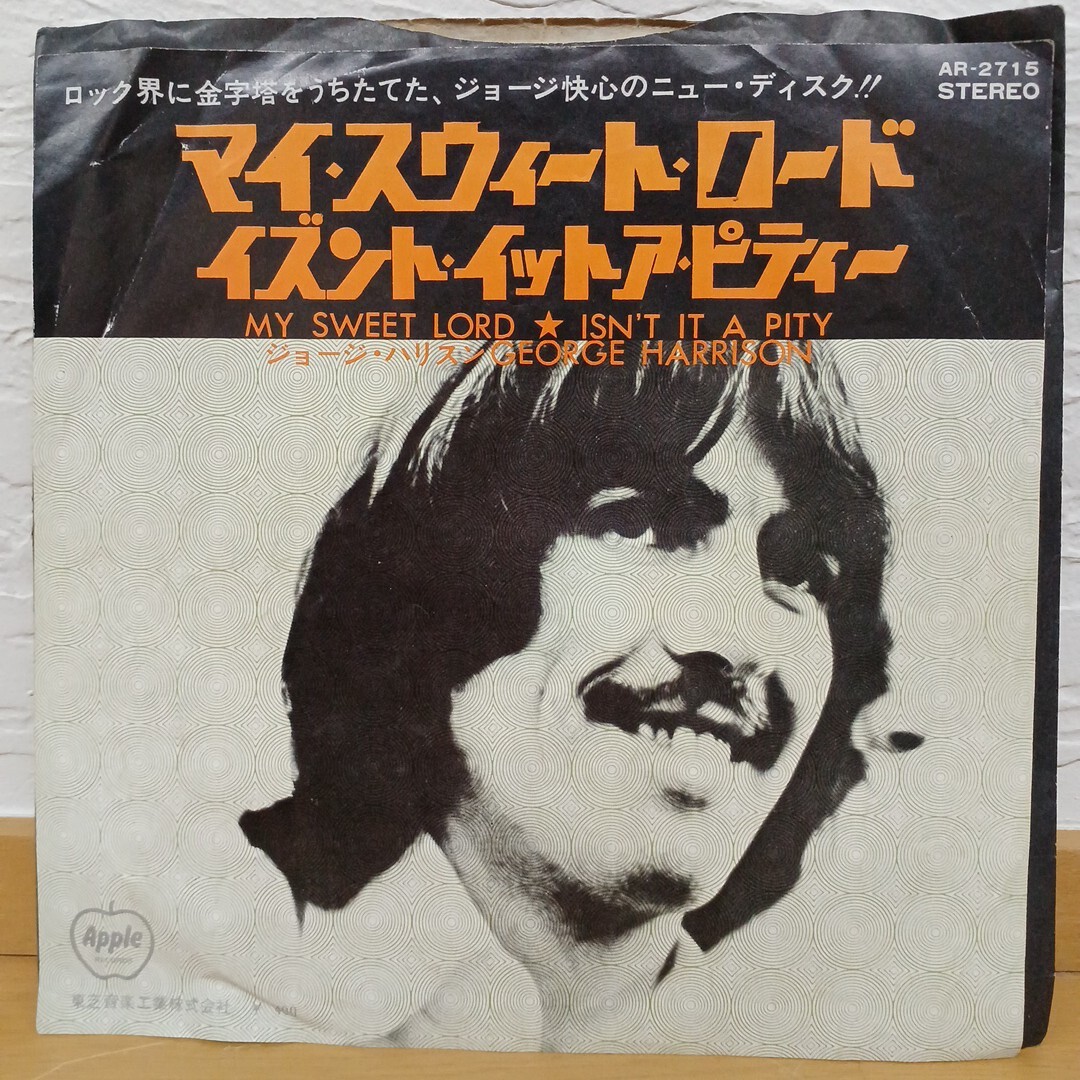 ロック界に金字塔をうちたてた、ジョージ快心のニュー・ディスク!!
AR-2715
STEREO
マイ・スウィート・ロード
イズント・イット・ア・ピティー
MY SWEET LORD ★ ISN'T IT A PITY
ジョージ・ハリスン GEORGE HARRISON
Apple
東芝音楽工業株式会社 ¥ 400